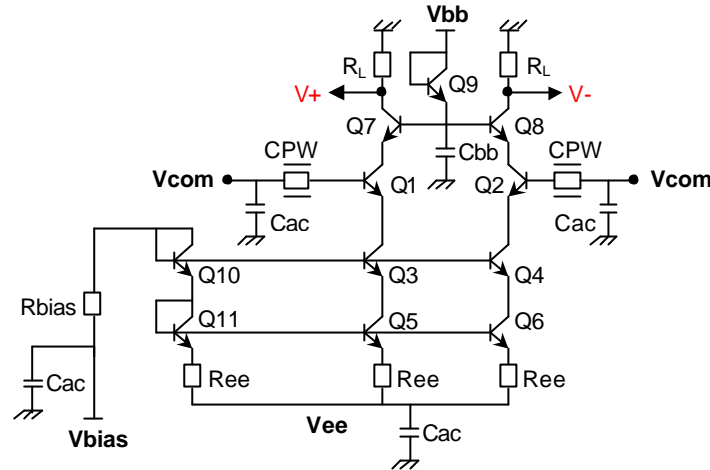 Vbb
RL
RL
Q9
V+
V-
Q7
Q8
Cbb
CPW
CPW
Vcom
Vcom
Q1
Q2
Cac
Cac
Q10
Q3
Q4
Rbias
Q11
Q5
Q6
Cac
Ree
Ree
Ree
Vbias
Vee
Cac